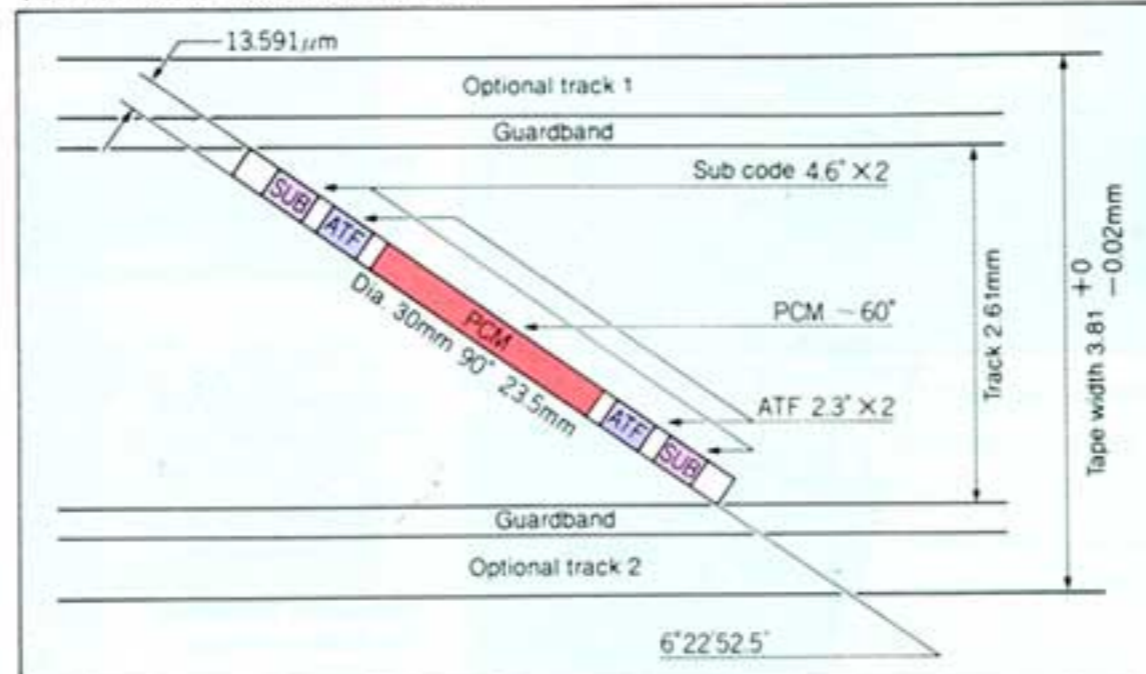 13.591μm
Optional track 1
Guardband
Sub code 4.6° ×2
SUB
ATF
PCM
Dia. 30mm 90° 23.5mm
PCM ~60°
ATF 2.3° ×2
ATF
SUB
Track 2.61mm
Tape width 3.81 +0 -0.02mm
Guardband
Optional track 2
6°22'52.5"